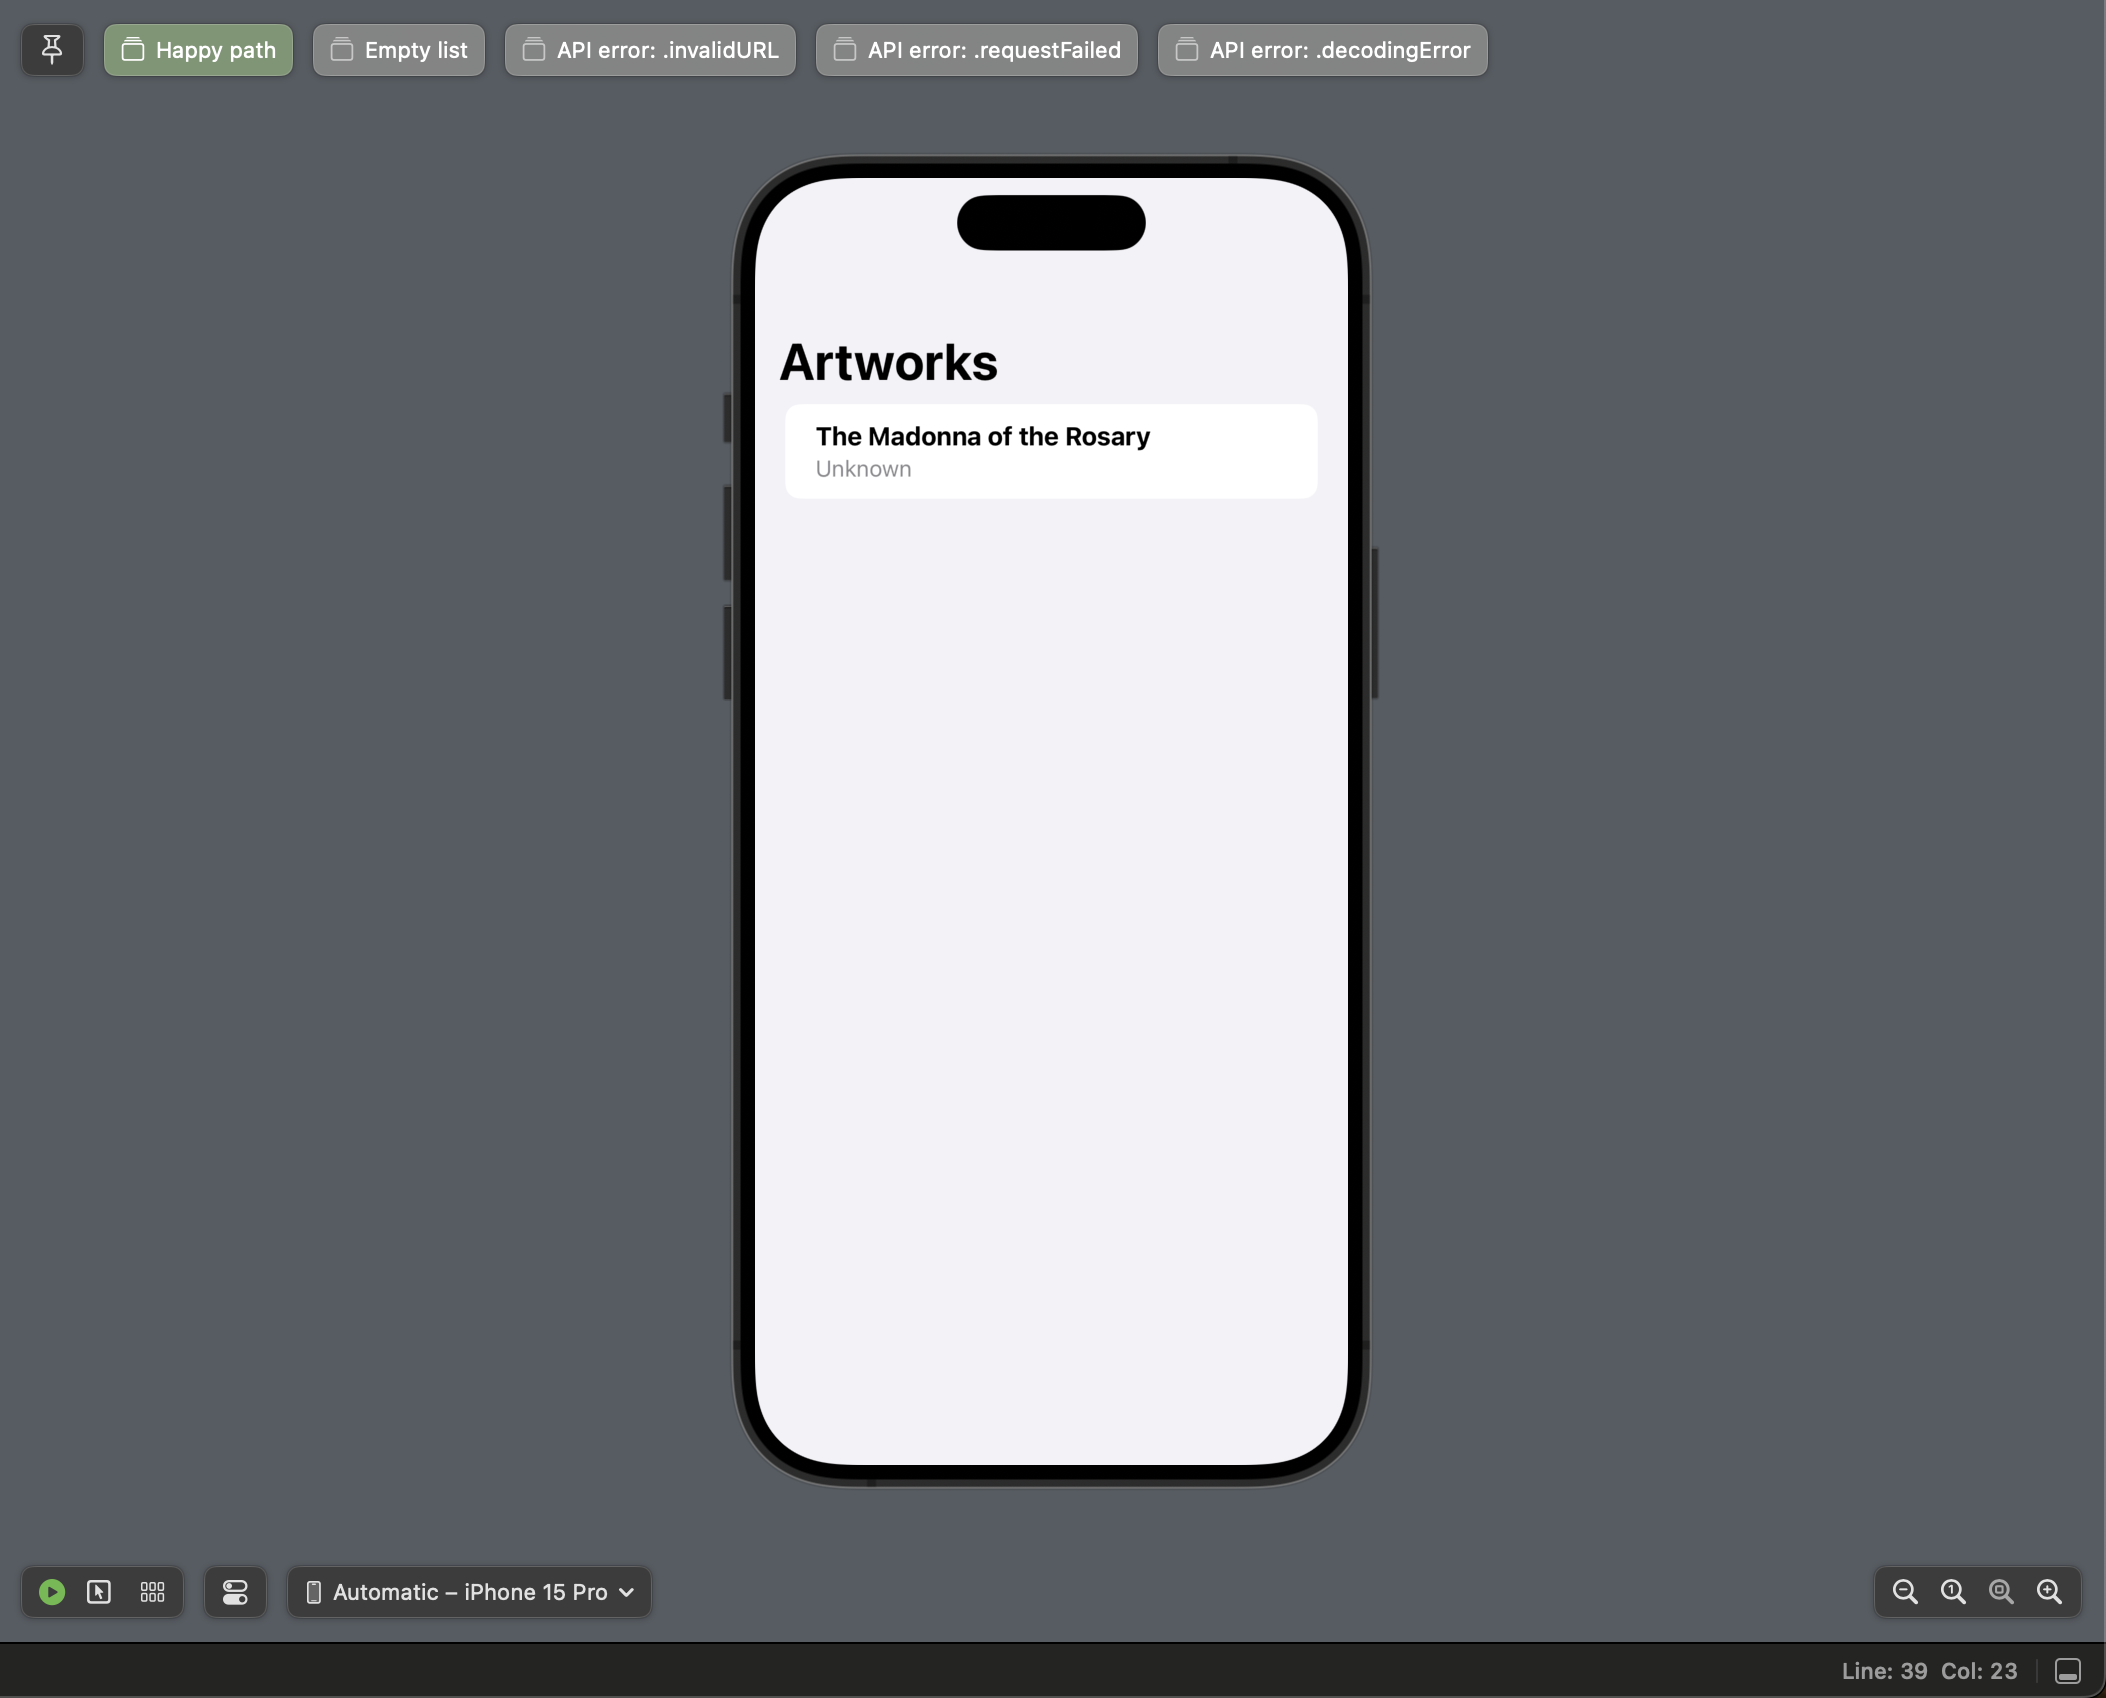 Happy path
Empty list
API error: .invalidURL
API error: .requestFailed
API error: .decodingError
Artworks
The Madonna of the Rosary
Unknown
Automatic – iPhone 15 Pro
1
Line: 39 Col: 23